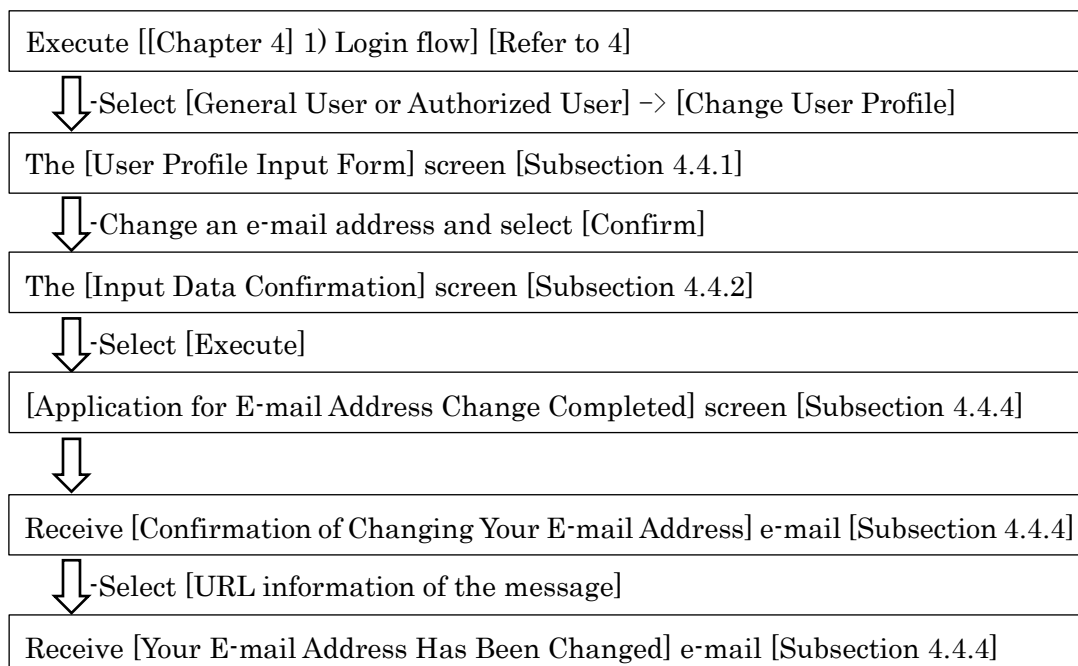 Execute [[Chapter 4] 1) Login flow] [Refer to 4]
-Select [General User or Authorized User] -> [Change User Profile]
The [User Profile Input Form] screen [Subsection 4.4.1]
-Change an e-mail address and select [Confirm]
The [Input Data Confirmation] screen [Subsection 4.4.2]
-Select [Execute]
[Application for E-mail Address Change Completed] screen [Subsection 4.4.4]
Receive [Confirmation of Changing Your E-mail Address] e-mail [Subsection 4.4.4]
-Select [URL information of the message]
Receive [Your E-mail Address Has Been Changed] e-mail [Subsection 4.4.4]